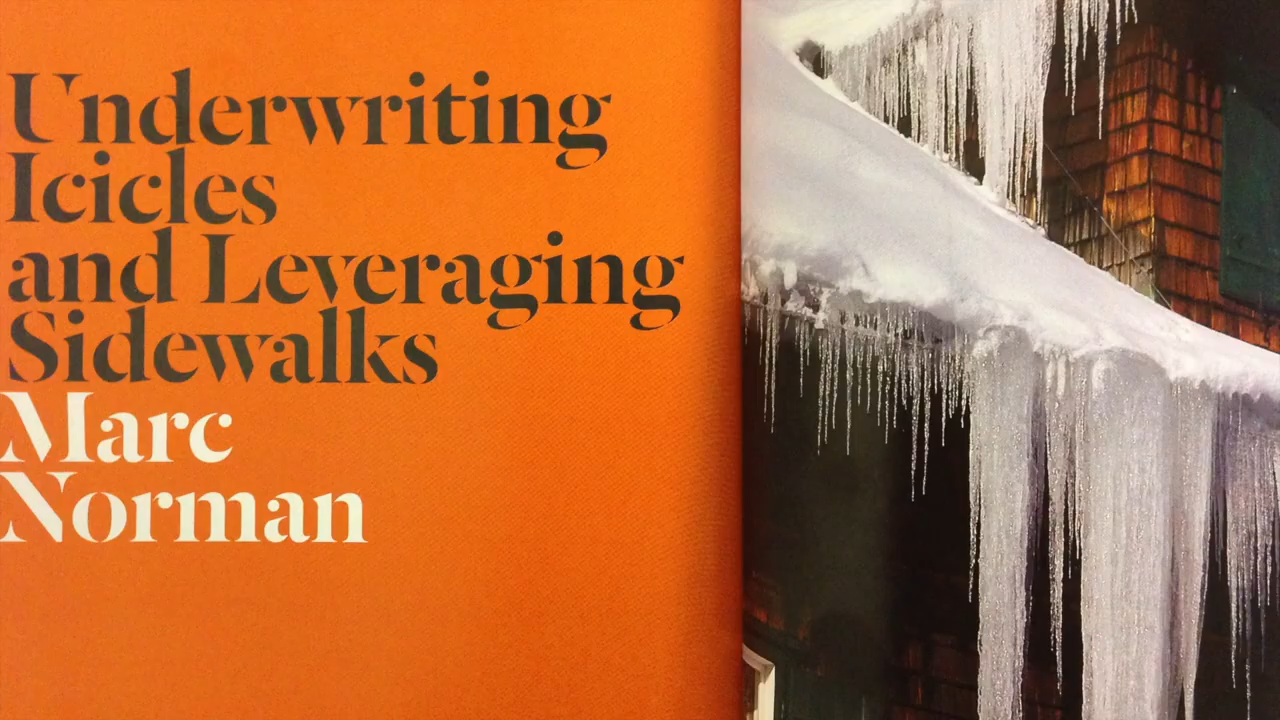 Underwriting
Icicles
and Leveraging
Sidewalks
Marc
Norman